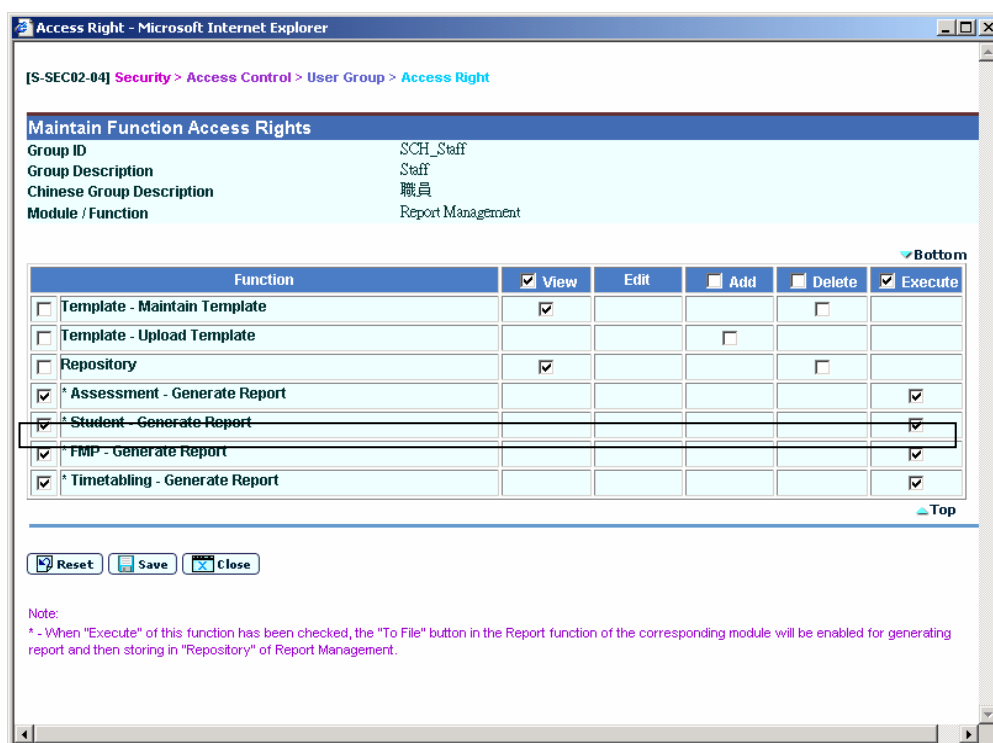 Access Right - Microsoft Internet Explorer
[S-SEC02-04] Security > Access Control > User Group > Access Right
Maintain Function Access Rights
Group ID SCH_Staff
Group Description Staff
Chinese Group Description 職員
Module / Function Report Management
Bottom
Function View Edit Add Delete Execute
Template - Maintain Template
Template - Upload Template
Repository
* Assessment - Generate Report
* Student - Generate Report
* FMP - Generate Report
* Timetabling - Generate Report
Top
Reset Save Close
Note:
* - When "Execute" of this function has been checked, the "To File" button in the Report function of the corresponding module will be enabled for generating
report and then storing in "Repository" of Report Management.